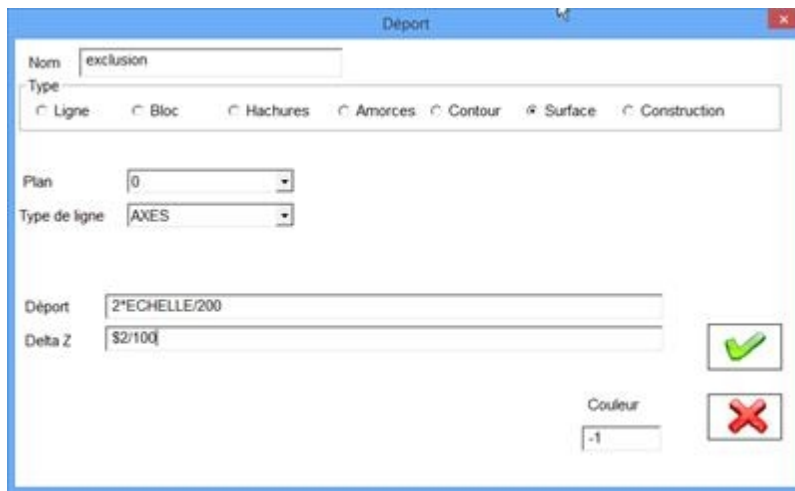 Déport
Nom exclusion
Type
Ligne Bloc Hachures Amorces Contour Surface Construction
Plan 0
Type de ligne AXES
Déport 2*ECHELLE/200
Delta Z $2/100
Couleur
-1